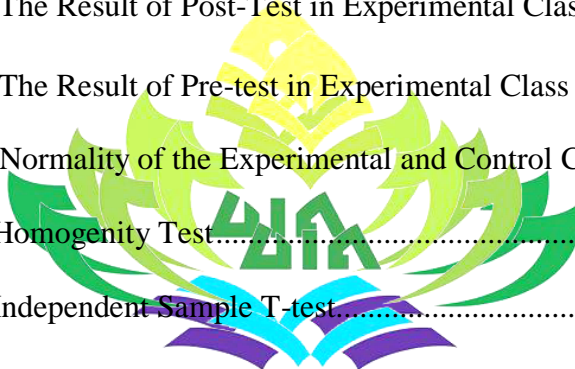 The Result of Post-Test in Experimental Clas
The Result of Pre-test in Experimental Class
Normality of the Experimental and Control C
Homogenity Test...............................................
Independent Sample T-test...............................